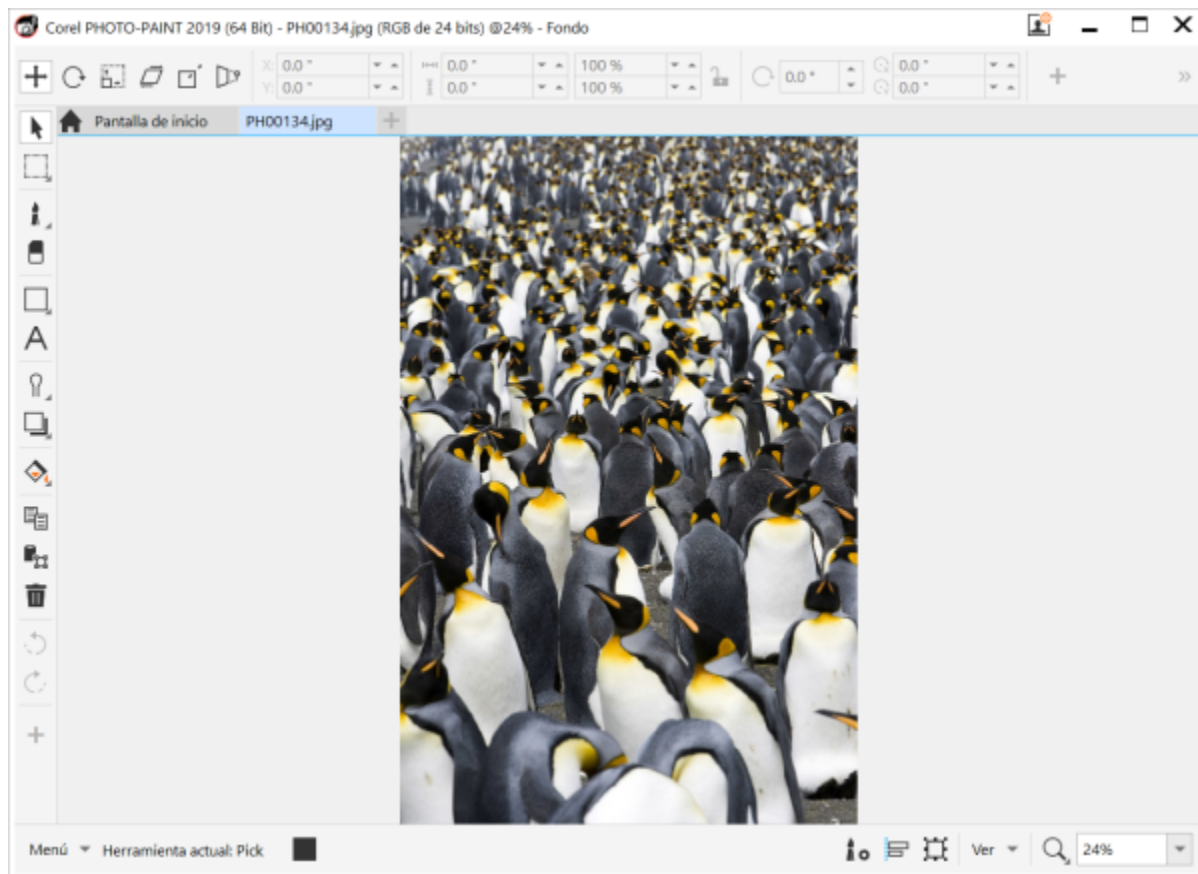 Corel PHOTO-PAINT 2019 (64 Bit) - PH00134.jpg (RGB de 24 bits) @24% - Fondo
X: 0.0 " 0.0 " 100 % 0.0 ° 0.0 "
Y: 0.0 " 0.0 " 100 % 0.0 "
Pantalla de inicio PH00134.jpg
A
Menú Herramienta actual: Pick Ver 24%